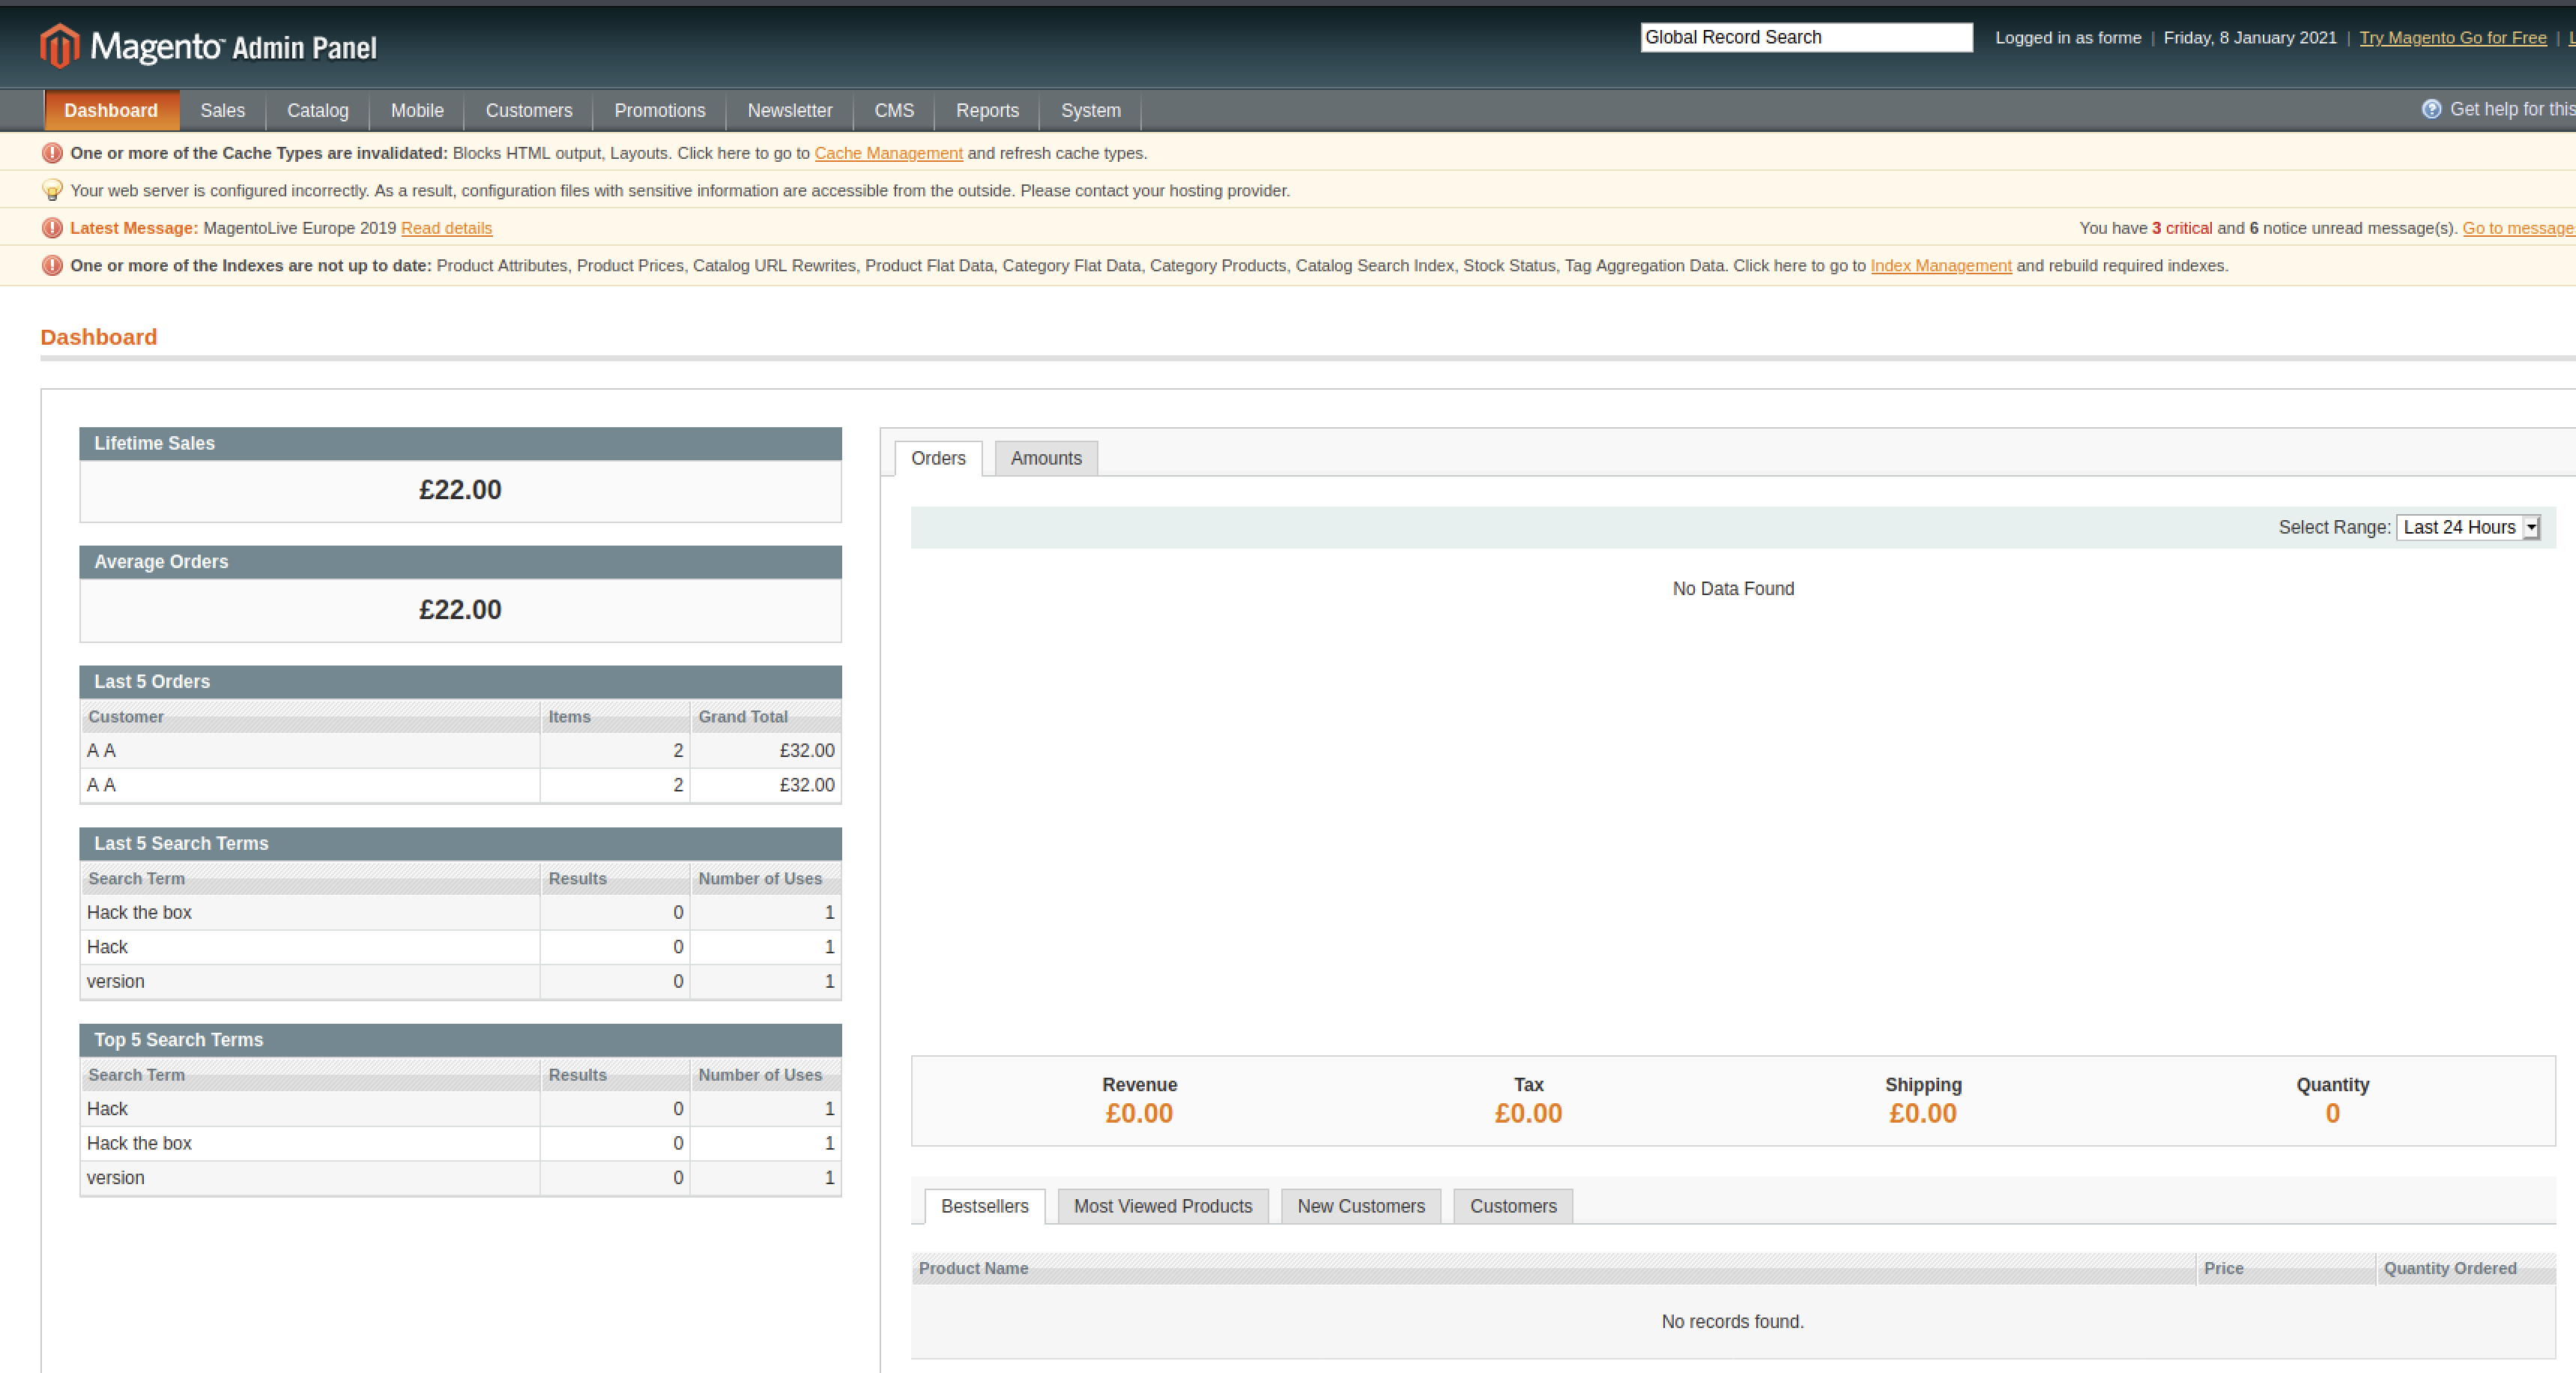 Magento™ Admin Panel
Global Record Search
Logged in as forme | Friday, 8 January 2021 | Try Magento Go for Free | L
Dashboard Sales Catalog Mobile Customers Promotions Newsletter CMS Reports System
Get help for this
One or more of the Cache Types are invalidated: Blocks HTML output, Layouts. Click here to go to Cache Management and refresh cache types.
Your web server is configured incorrectly. As a result, configuration files with sensitive information are accessible from the outside. Please contact your hosting provider.
Latest Message: MagentoLive Europe 2019 Read details
You have 3 critical and 6 notice unread message(s). Go to message
One or more of the Indexes are not up to date: Product Attributes, Product Prices, Catalog URL Rewrites, Product Flat Data, Category Flat Data, Category Products, Catalog Search Index, Stock Status, Tag Aggregation Data. Click here to go to Index Management and rebuild required indexes.
Dashboard
Lifetime Sales
£22.00
Average Orders
£22.00
Last 5 Orders
Customer Items Grand Total
A A 2 £32.00
A A 2 £32.00
Last 5 Search Terms
Search Term Results Number of Uses
Hack the box 0 1
Hack 0 1
version 0 1
Top 5 Search Terms
Search Term Results Number of Uses
Hack 0 1
Hack the box 0 1
version 0 1
Orders Amounts
Select Range: Last 24 Hours
No Data Found
Revenue Tax Shipping Quantity
£0.00 £0.00 £0.00 0
Bestsellers Most Viewed Products New Customers Customers
Product Name Price Quantity Ordered
No records found.